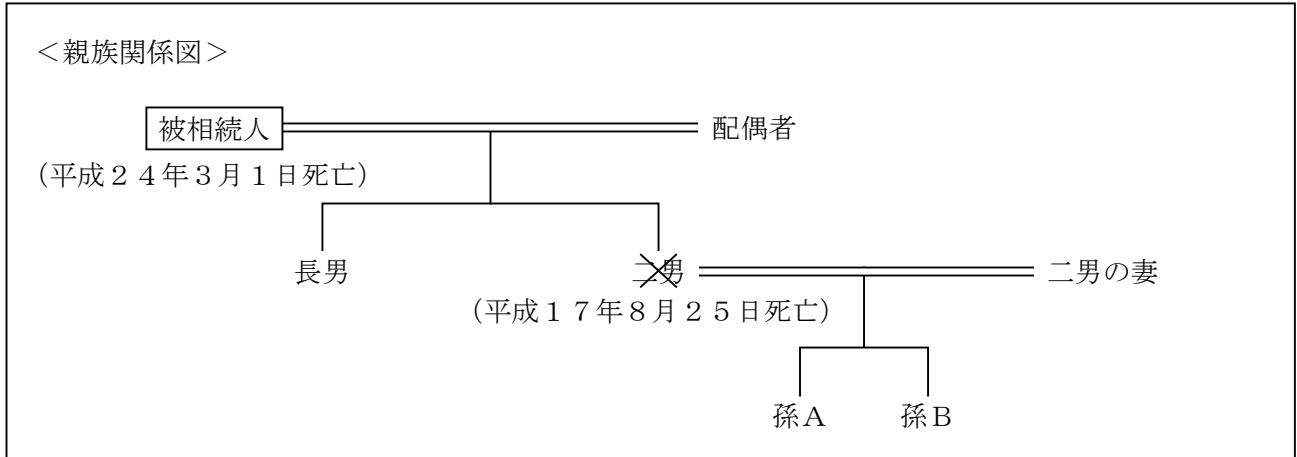 ＜親族関係図＞
被相続人 配偶者
（平成２４年３月１日死亡）
長男 二男 二男の妻
（平成１７年８月２５日死亡）
孫Ａ 孫Ｂ